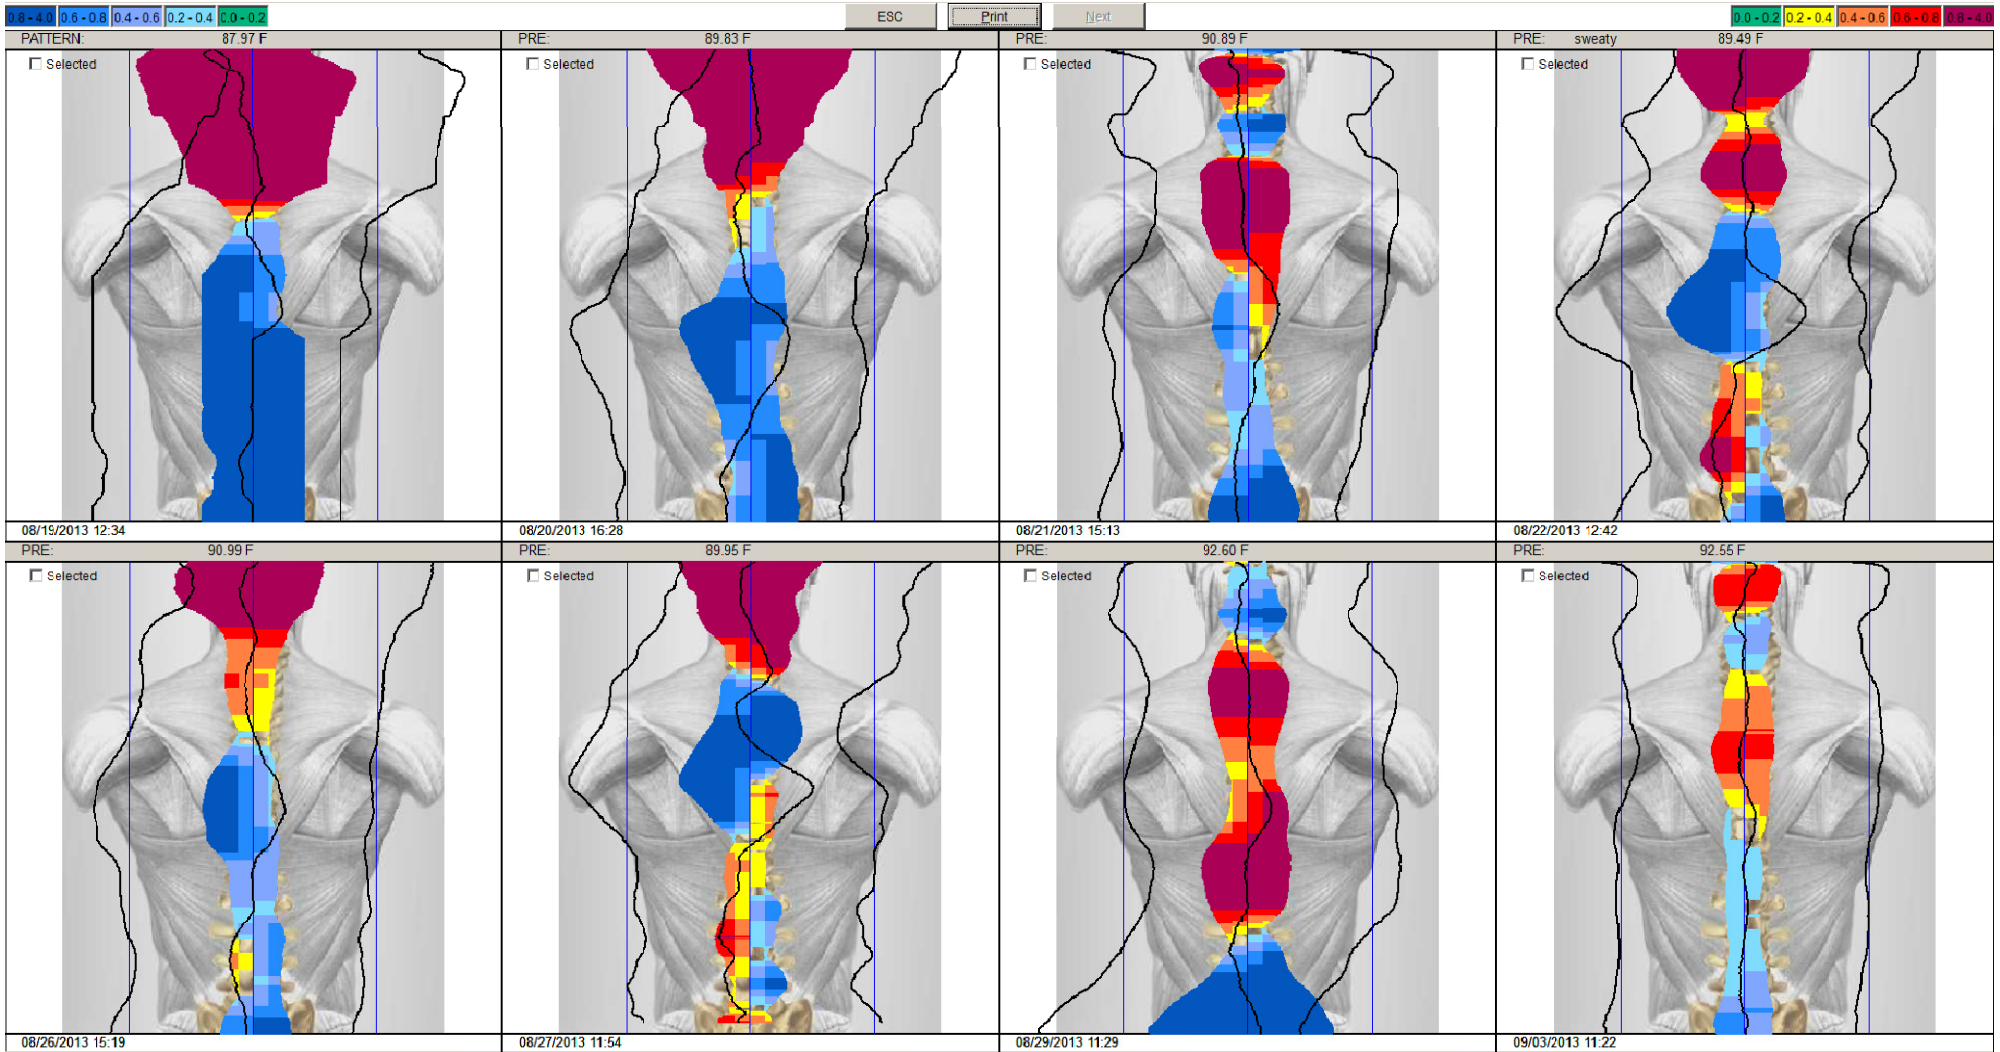 0.8 - 4.0 0.6 - 0.8 0.4 - 0.6 0.2 - 0.4 0.0 - 0.2 ESC Print Next 0.0 - 0.2 0.2 - 0.4 0.4 - 0.6 0.6 - 0.8 0.8 - 4.0
PATTERN: 87.97 F PRE: 89.83 F PRE: 90.89 F PRE: sweaty 89.49 F
Selected Selected Selected Selected
08/19/2013 12:34 08/20/2013 16:28 08/21/2013 15:13 08/22/2013 12:42
PRE: 90.99 F PRE: 89.95 F PRE: 92.60 F PRE: 92.55 F
Selected Selected Selected Selected
08/26/2013 15:19 08/27/2013 11:54 08/29/2013 11:29 09/03/2013 11:22